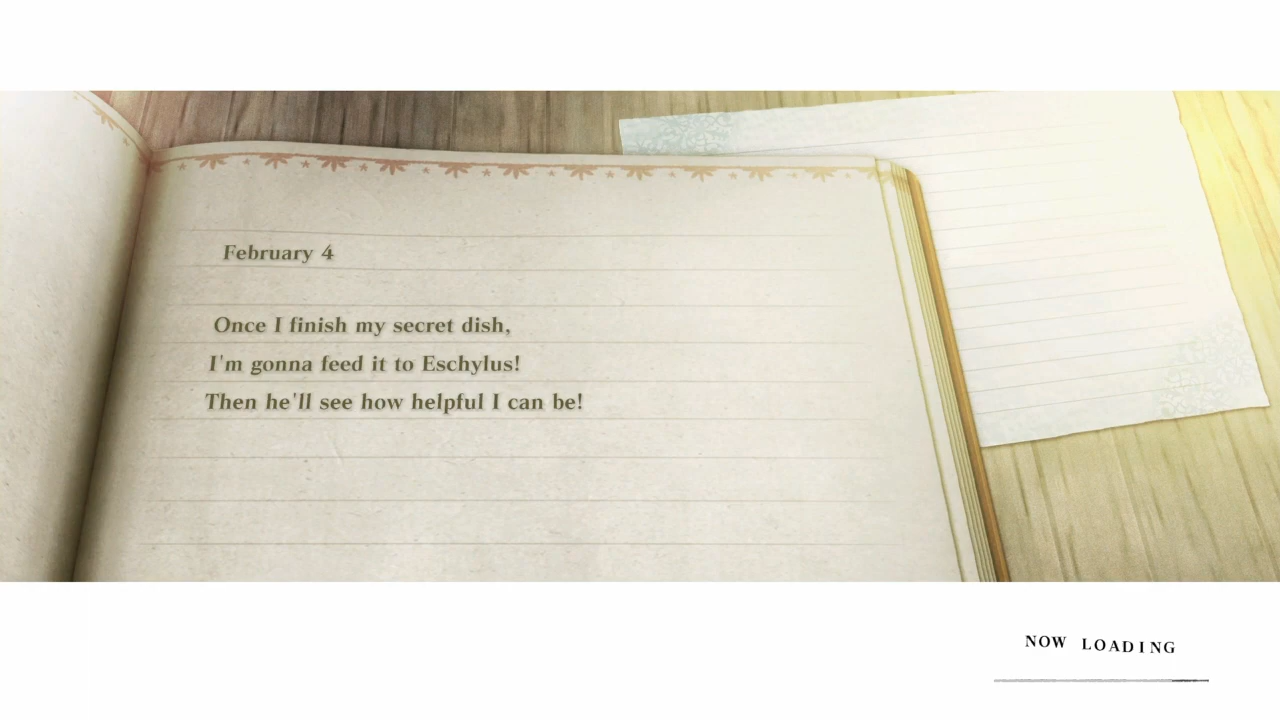 February 4
Once I finish my secret dish,
I'm gonna feed it to Eschylus!
Then he'll see how helpful I can be!
NOW LOADING